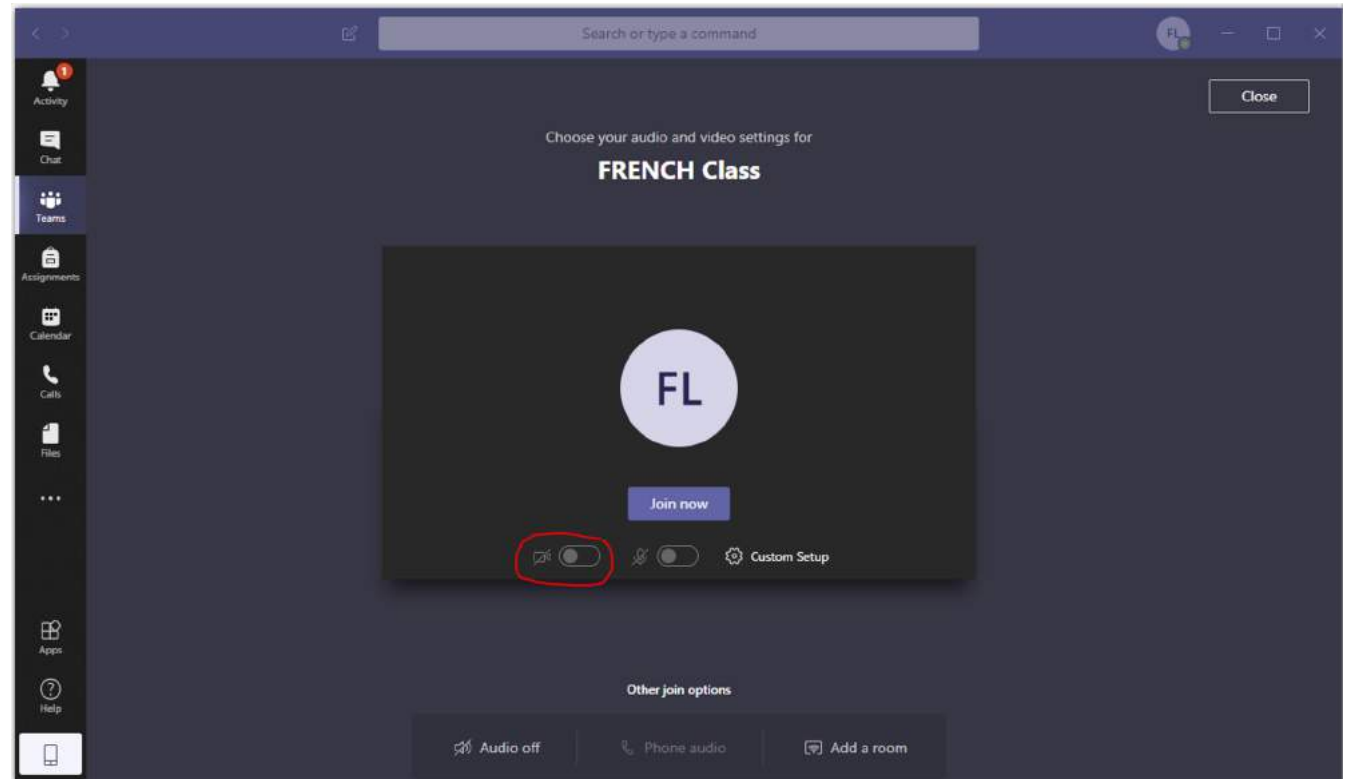 Search or type a command
FL
1
Activity
Chat
Teams
Assignments
Calendar
Calls
Files
Apps
Help
Close
Choose your audio and video settings for
FRENCH Class
FL
Join now
Custom Setup
Other join options
Audio off
Phone audio
Add a room